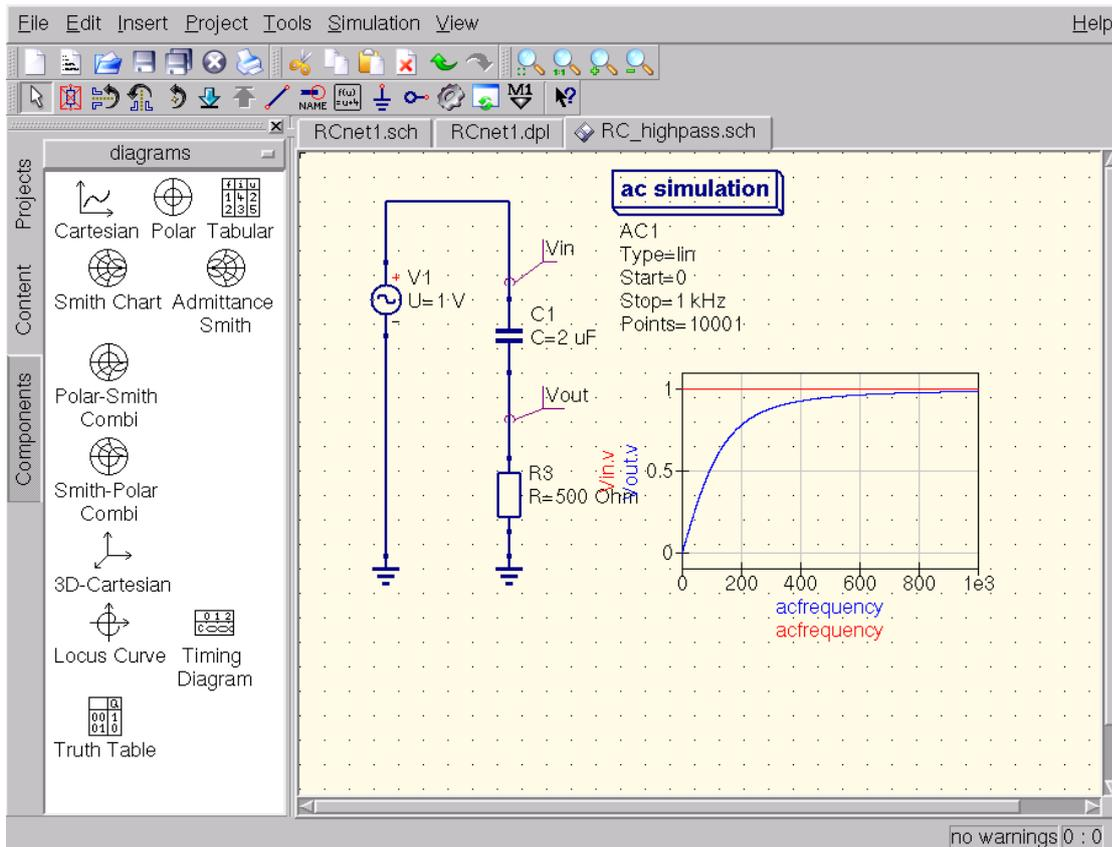 File Edit Insert Project Tools Simulation View Help
NAME
f(u)
=u+4
M1
RCnet1.sch RCnet1.dpl RC_highpass.sch
Projects
Content
Components
diagrams
Cartesian Polar Tabular
Smith Chart Admittance
Smith
Polar-Smith
Combi
Smith-Polar
Combi
3D-Cartesian
Locus Curve Timing
Diagram
Truth Table
ac simulation
AC1
Type=lin
Start=0
Stop=1 kHz
Points=10001
V1
U=1 V
Vin
C1
C=2 uF
Vout
R3
R=500 Ohm
Vin.v
Vout.v
1
0.5
0
0 200 400 600 800 1e3
acfrequency
acfrequency
no warnings 0 : 0